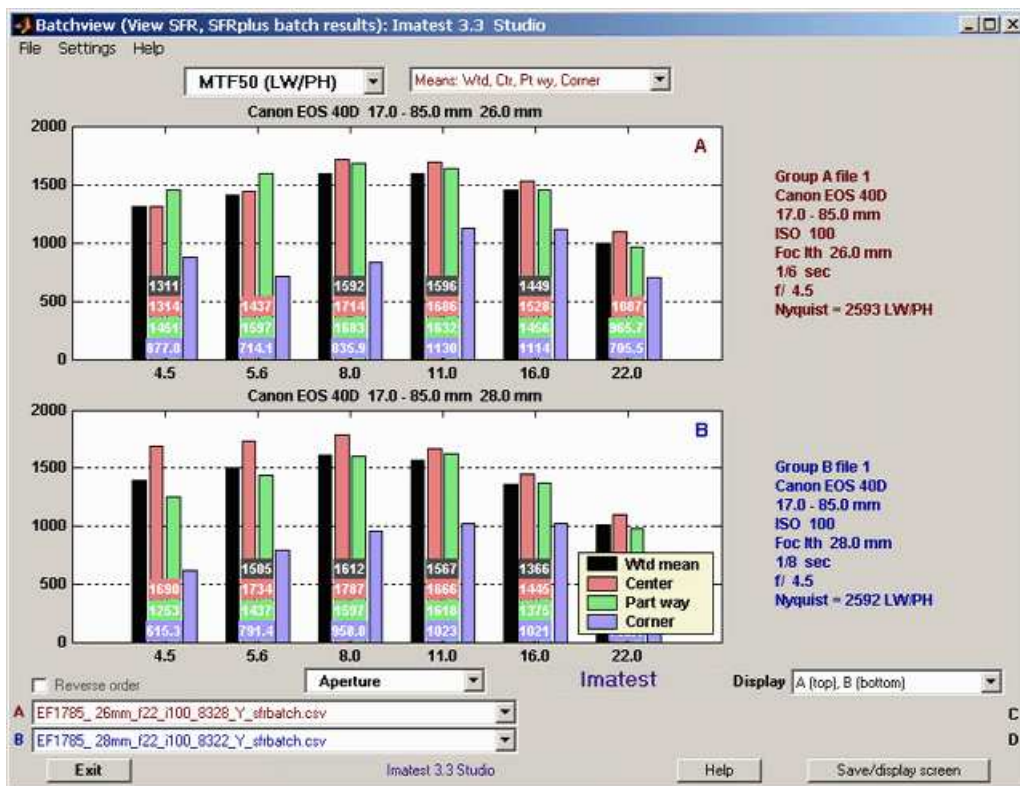 Batchview (View SFR, SFRplus batch results): Imatest 3.3 Studio
File Settings Help
MTF50 (LW/PH)
Means: Wtd, Ctr, Pt wy, Corner
Canon EOS 40D 17.0 - 85.0 mm 26.0 mm
2000
1500
1000
500
0
A
1311
1314
1451
877.8
1437
1597
714.1
1592
1714
1683
835.9
1596
1686
1632
1130
1449
1528
1456
1114
1087
965.7
705.5
4.5 5.6 8.0 11.0 16.0 22.0
Group A file 1
Canon EOS 40D
17.0 - 85.0 mm
ISO 100
Foc lth 26.0 mm
1/6 sec
f/ 4.5
Nyquist = 2593 LW/PH
Canon EOS 40D 17.0 - 85.0 mm 28.0 mm
2000
1500
1000
500
0
B
1690
1253
615.3
1505
1734
1437
791.4
1612
1787
1597
958.8
1567
1666
1618
1023
1366
1445
1375
1021
Wtd mean
Center
Part way
Corner
4.5 5.6 8.0 11.0 16.0 22.0
Group B file 1
Canon EOS 40D
17.0 - 85.0 mm
ISO 100
Foc lth 28.0 mm
1/8 sec
f/ 4.5
Nyquist = 2592 LW/PH
Reverse order
Aperture
Imatest
Display A (top), B (bottom)
A EF1785_ 26mm_f22_i100_8328_Y_sfrbatch.csv
C
B EF1785_ 28mm_f22_i100_8322_Y_sfrbatch.csv
D
Exit
Imatest 3.3 Studio
Help
Save/display screen